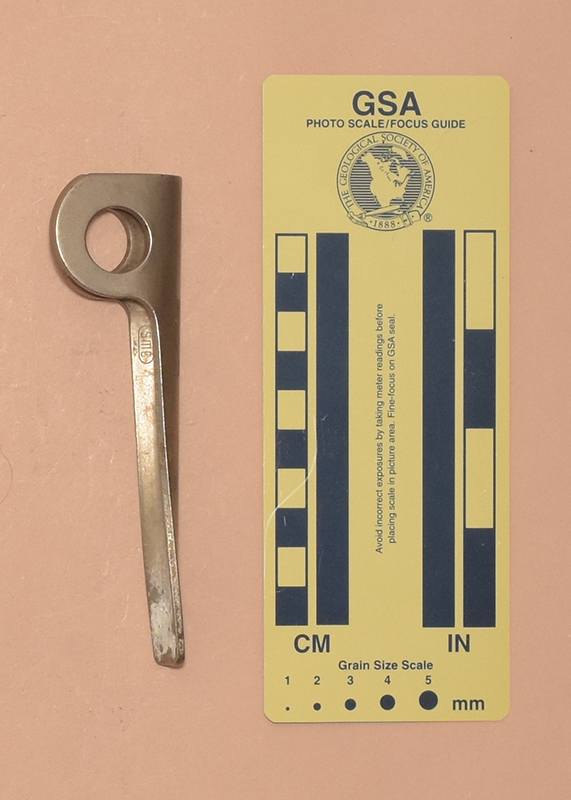 GSA
PHOTO SCALE/FOCUS GUIDE
THE GEOLOGICAL SOCIETY OF AMERICA
·1888·
®
smc
Avoid incorrect exposures by taking meter readings before
placing scale in picture area. Fine-focus on GSA seal.
CM
IN
Grain Size Scale
1 2 3 4 5
mm